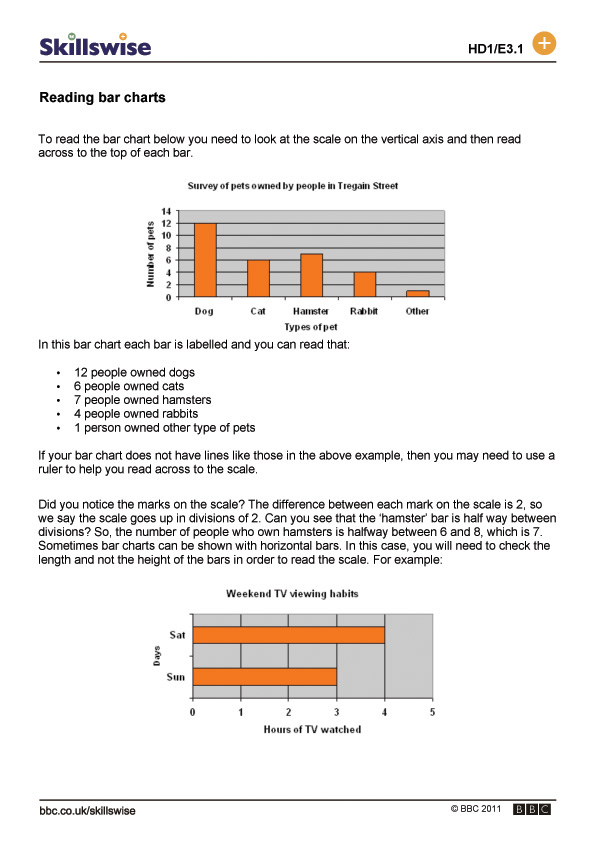 Skillswise
HD1/E3.1
Reading bar charts
To read the bar chart below you need to look at the scale on the vertical axis and then read
across to the top of each bar.
Survey of pets owned by people in Tregain Street
Number of pets
14
12
10
8
6
4
2
0
Dog Cat Hamster Rabbit Other
Types of pet
In this bar chart each bar is labelled and you can read that:
• 12 people owned dogs
• 6 people owned cats
• 7 people owned hamsters
• 4 people owned rabbits
• 1 person owned other type of pets
If your bar chart does not have lines like those in the above example, then you may need to use a
ruler to help you read across to the scale.
Did you notice the marks on the scale? The difference between each mark on the scale is 2, so
we say the scale goes up in divisions of 2. Can you see that the ‘hamster’ bar is half way between
divisions? So, the number of people who own hamsters is halfway between 6 and 8, which is 7.
Sometimes bar charts can be shown with horizontal bars. In this case, you will need to check the
length and not the height of the bars in order to read the scale. For example:
Weekend TV viewing habits
Days
Sat
Sun
0 1 2 3 4 5
Hours of TV watched
bbc.co.uk/skillswise
© BBC 2011 BBC